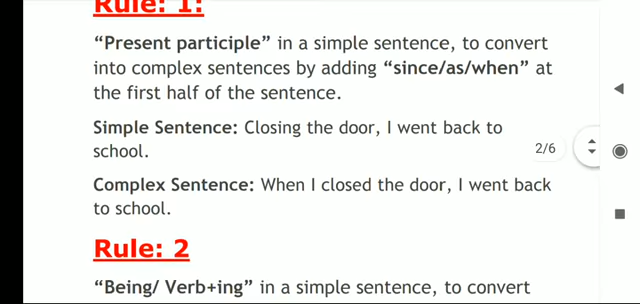 Rule: 1:
“Present participle” in a simple sentence, to convert
into complex sentences by adding “since/as/when” at
the first half of the sentence.
Simple Sentence: Closing the door, I went back to
school.
2/6
Complex Sentence: When I closed the door, I went back
to school.
Rule: 2
“Being/ Verb+ing” in a simple sentence, to convert